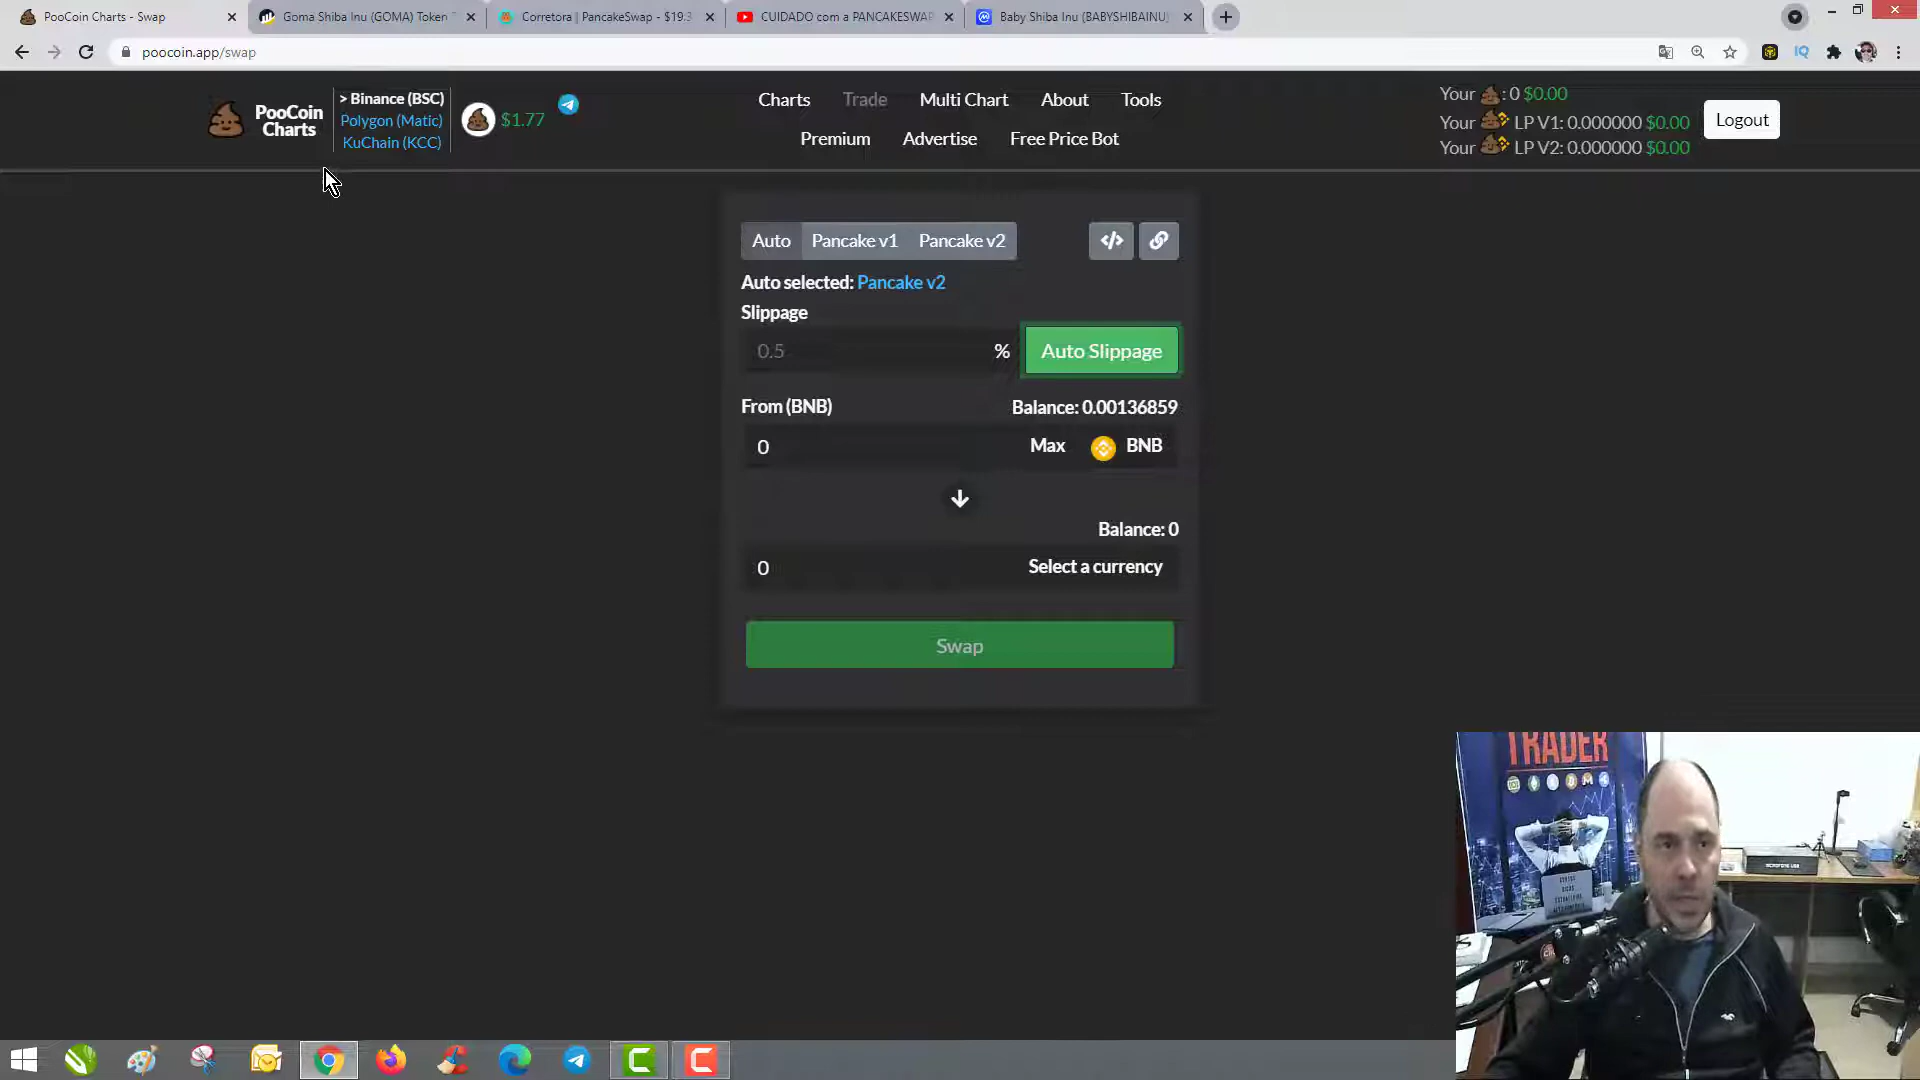 PooCoin Charts - Swap
Goma Shiba Inu (GOMA) Token
Corretora | PancakeSwap - $19.3
CUIDADO com a PANCAKESWAP
Baby Shiba Inu (BABYSHIBAINU)
poocoin.app/swap
PooCoin
Charts
> Binance (BSC)
Polygon (Matic)
KuChain (KCC)
$1.77
Charts
Trade
Multi Chart
About
Tools
Premium
Advertise
Free Price Bot
Your : 0 $0.00
Your LP V1: 0.000000 $0.00
Your LP V2: 0.000000 $0.00
Logout
Auto
Pancake v1
Pancake v2
Auto selected: Pancake v2
Slippage
0.5
%
Auto Slippage
From (BNB)
Balance: 0.00136859
0
Max
BNB
Balance: 0
0
Select a currency
Swap
TRADER